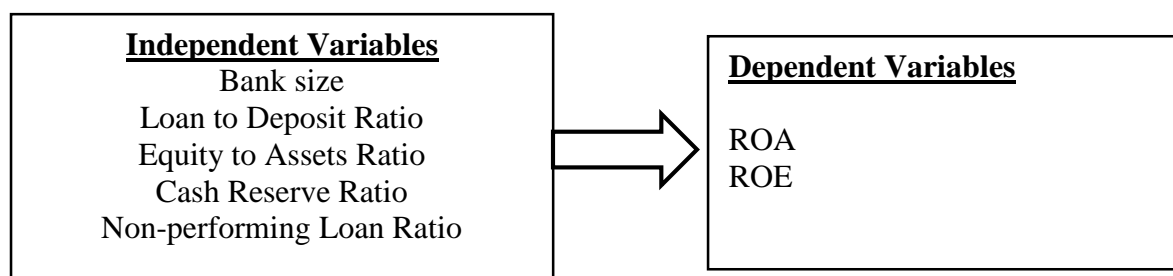 Independent Variables
Bank size
Loan to Deposit Ratio
Equity to Assets Ratio
Cash Reserve Ratio
Non-performing Loan Ratio
Dependent Variables
ROA
ROE